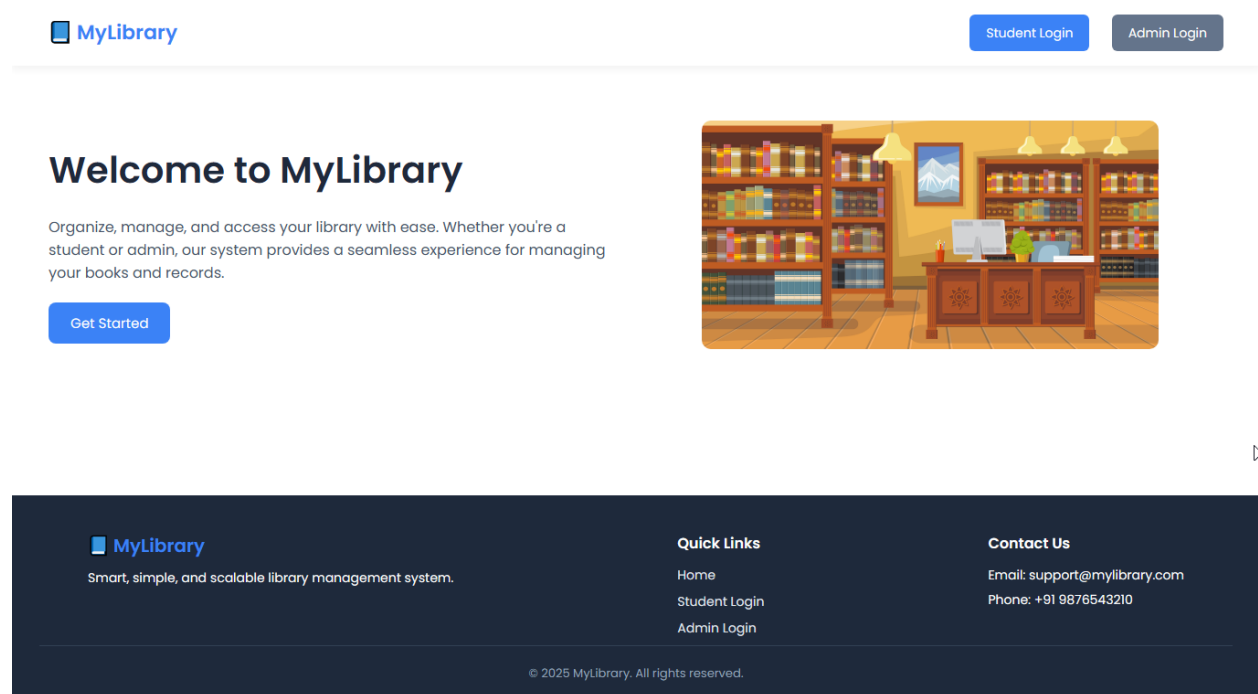 MyLibrary
Student Login
Admin Login
Welcome to MyLibrary
Organize, manage, and access your library with ease. Whether you're a
student or admin, our system provides a seamless experience for managing
your books and records.
Get Started
MyLibrary
Smart, simple, and scalable library management system.
Quick Links
Home
Student Login
Admin Login
Contact Us
Email: support@mylibrary.com
Phone: +91 9876543210
© 2025 MyLibrary. All rights reserved.